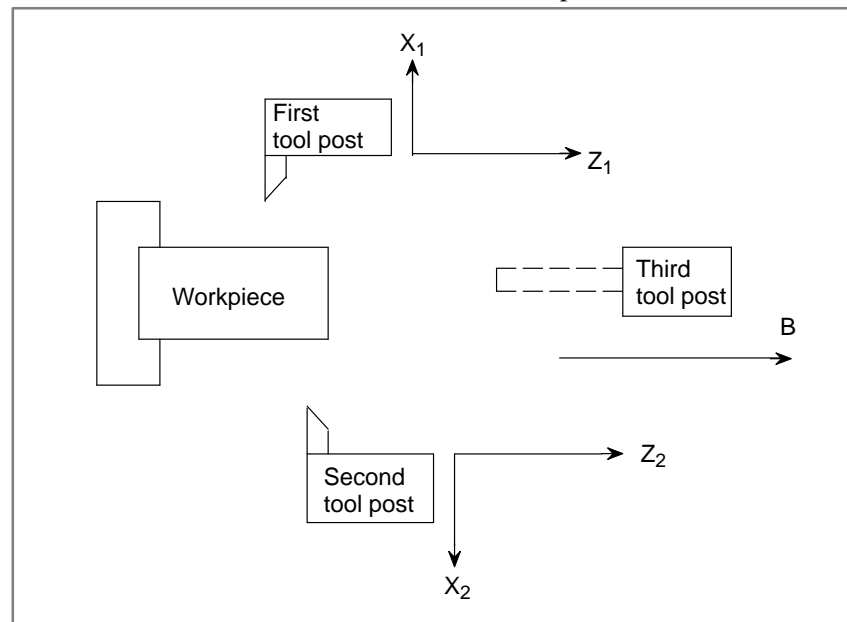 X1
First
tool post
Z1
Workpiece
Third
tool post
B
Z2
Second
tool post
X2